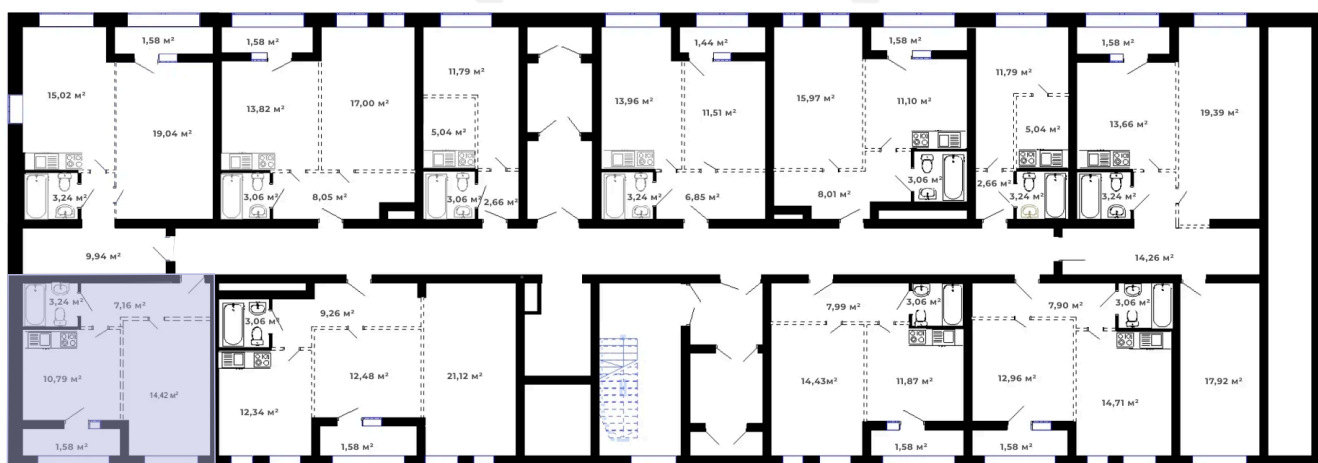 1,58 м²
1,58 м²
1,44 м²
1,58 м²
1,58 м²
15,02 м²
19,04 м²
13,82 м²
17,00 м²
11,79 м²
5,04 м²
13,96 м²
11,51 м²
15,97 м²
11,10 м²
11,79 м²
5,04 м²
13,66 м²
19,39 м²
3,24 м²
3,06 м²
8,05 м²
3,06 м²
2,66 м²
3,24 м²
6,85 м²
8,01 м²
3,06 м²
2,66 м²
3,24 м²
3,24 м²
9,94 м²
14,26 м²
3,24 м²
7,16 м²
10,79 м²
14,42 м²
1,58 м²
3,06 м²
9,26 м²
12,48 м²
21,12 м²
12,34 м²
1,58 м²
7,99 м²
3,06 м²
14,43м²
11,87 м²
1,58 м²
7,90 м²
3,06 м²
12,96 м²
14,71 м²
1,58 м²
17,92 м²